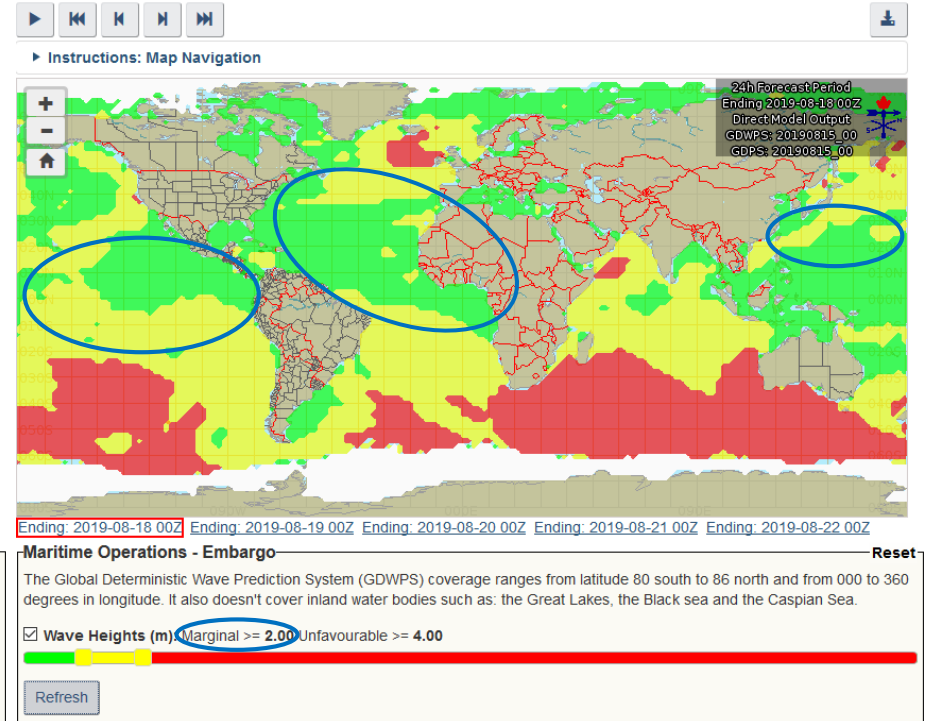 Instructions: Map Navigation
24h Forecast Period
Ending 2019-08-18 00Z
Direct Model Output
GDWPS: 20190815_00
GDPS: 20190815_00
Ending: 2019-08-18 00Z Ending: 2019-08-19 00Z Ending: 2019-08-20 00Z Ending: 2019-08-21 00Z Ending: 2019-08-22 00Z
Maritime Operations - Embargo Reset
The Global Deterministic Wave Prediction System (GDWPS) coverage ranges from latitude 80 south to 86 north and from 000 to 360
degrees in longitude. It also doesn't cover inland water bodies such as: the Great Lakes, the Black sea and the Caspian Sea.
Wave Heights (m): Marginal >= 2.00 Unfavourable >= 4.00
Refresh